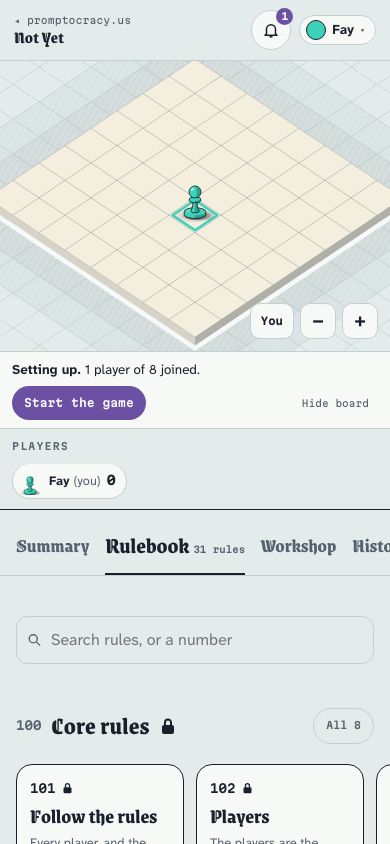 ◂ promptocracy.us
Not Yet
1
Fay ▾
You
−
+
Setting up. 1 player of 8 joined.
Start the game
Hide board
PLAYERS
Fay (you) 0
Summary
Rulebook 31 rules
Workshop
Histo
Search rules, or a number
100 Core rules
All 8
101
Follow the rules
Every player, and the
102
Players
The players are the